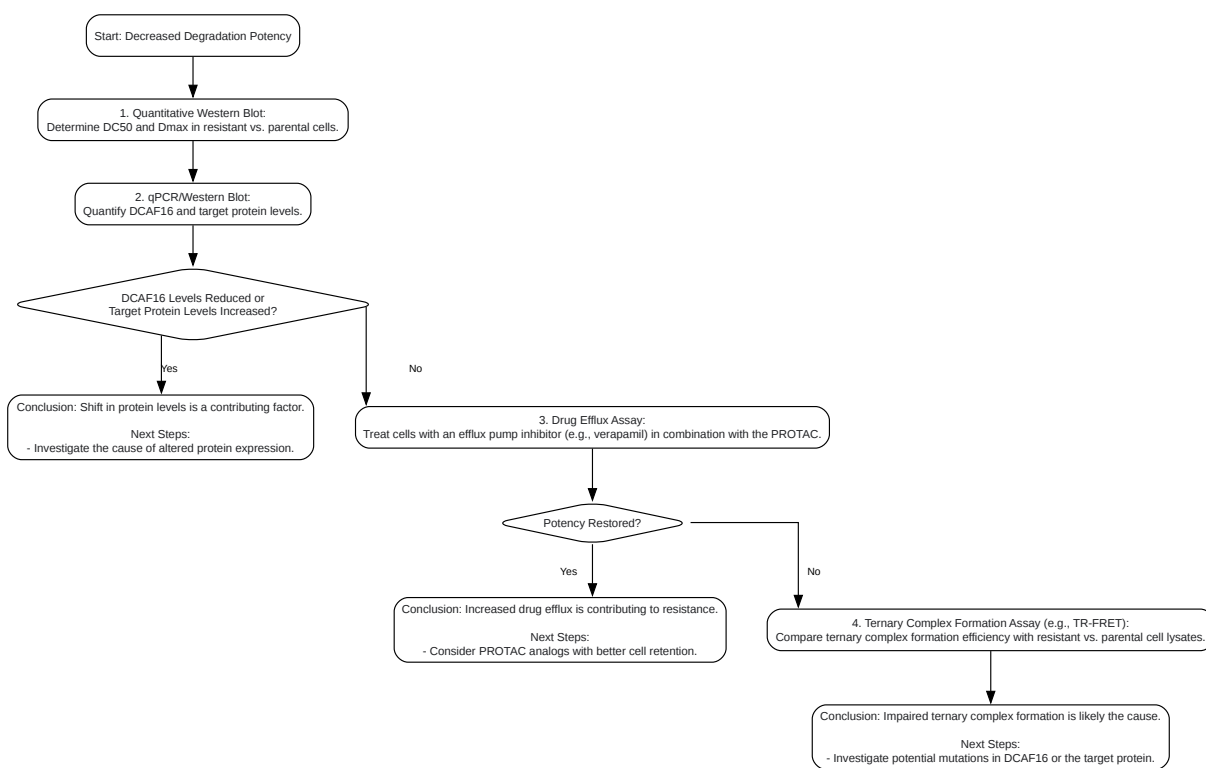 Start: Decreased Degradation Potency
1. Quantitative Western Blot:
Determine DC50 and Dmax in resistant vs. parental cells.
2. qPCR/Western Blot:
Quantify DCAF16 and target protein levels.
DCAF16 Levels Reduced or
Target Protein Levels Increased?
Yes
No
Conclusion: Shift in protein levels is a contributing factor.
Next Steps:
- Investigate the cause of altered protein expression.
3. Drug Efflux Assay:
Treat cells with an efflux pump inhibitor (e.g., verapamil) in combination with the PROTAC.
Potency Restored?
Yes
No
Conclusion: Increased drug efflux is contributing to resistance.
Next Steps:
- Consider PROTAC analogs with better cell retention.
4. Ternary Complex Formation Assay (e.g., TR-FRET):
Compare ternary complex formation efficiency with resistant vs. parental cell lysates.
Conclusion: Impaired ternary complex formation is likely the cause.
Next Steps:
- Investigate potential mutations in DCAF16 or the target protein.